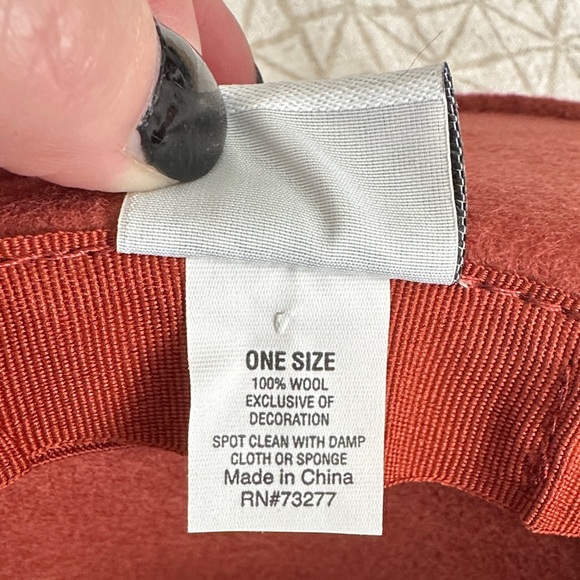 ONE SIZE
100% WOOL
EXCLUSIVE OF
DECORATION
SPOT CLEAN WITH DAMP
CLOTH OR SPONGE
Made in China
RN#73277